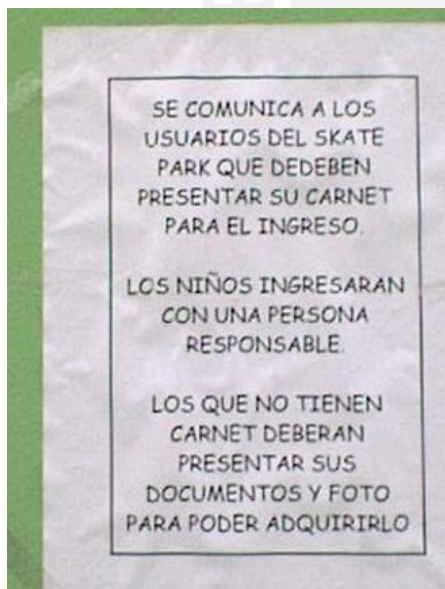 SE COMUNICA A LOS
USUARIOS DEL SKATE
PARK QUE DEDEBEN
PRESENTAR SU CARNET
PARA EL INGRESO.
LOS NIÑOS INGRESARAN
CON UNA PERSONA
RESPONSABLE.
LOS QUE NO TIENEN
CARNET DEBERAN
PRESENTAR SUS
DOCUMENTOS Y FOTO
PARA PODER ADQUIRIRLO